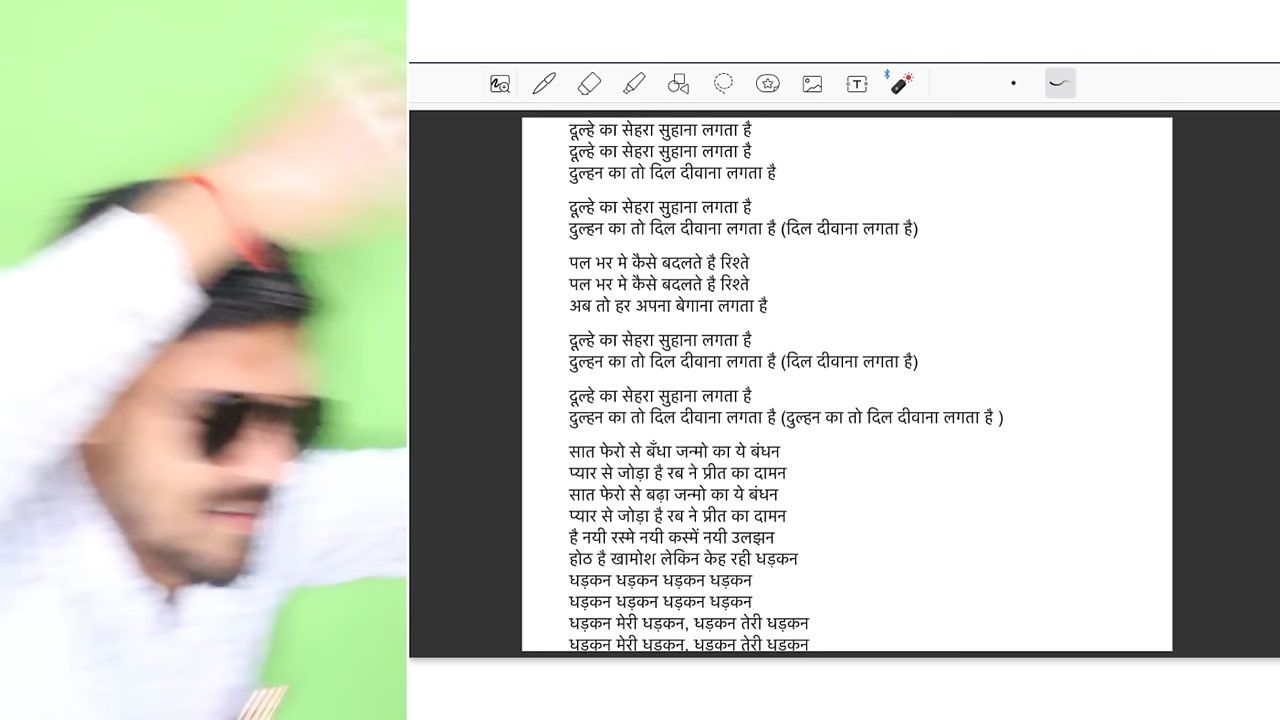 दूल्हे का सेहरा सुहाना लगता है
दूल्हे का सेहरा सुहाना लगता है
दुल्हन का तो दिल दीवाना लगता है
दूल्हे का सेहरा सुहाना लगता है
दुल्हन का तो दिल दीवाना लगता है (दिल दीवाना लगता है)
पल भर मे कैसे बदलते है रिश्ते
पल भर मे कैसे बदलते है रिश्ते
अब तो हर अपना बेगाना लगता है
दूल्हे का सेहरा सुहाना लगता है
दुल्हन का तो दिल दीवाना लगता है (दिल दीवाना लगता है)
दूल्हे का सेहरा सुहाना लगता है
दुल्हन का तो दिल दीवाना लगता है (दुल्हन का तो दिल दीवाना लगता है )
सात फेरो से बँधा जन्मो का ये बंधन
प्यार से जोड़ा है रब ने प्रीत का दामन
सात फेरो से बढ़ा जन्मो का ये बंधन
प्यार से जोड़ा है रब ने प्रीत का दामन
है नयी रस्मे नयी कस्में नयी उलझन
होठ है खामोश लेकिन केह रही धड़कन
धड़कन धड़कन धड़कन धड़कन
धड़कन धड़कन धड़कन धड़कन
धड़कन मेरी धड़कन, धड़कन तेरी धड़कन
धड़कन मेरी धड़कन, धड़कन तेरी धड़कन